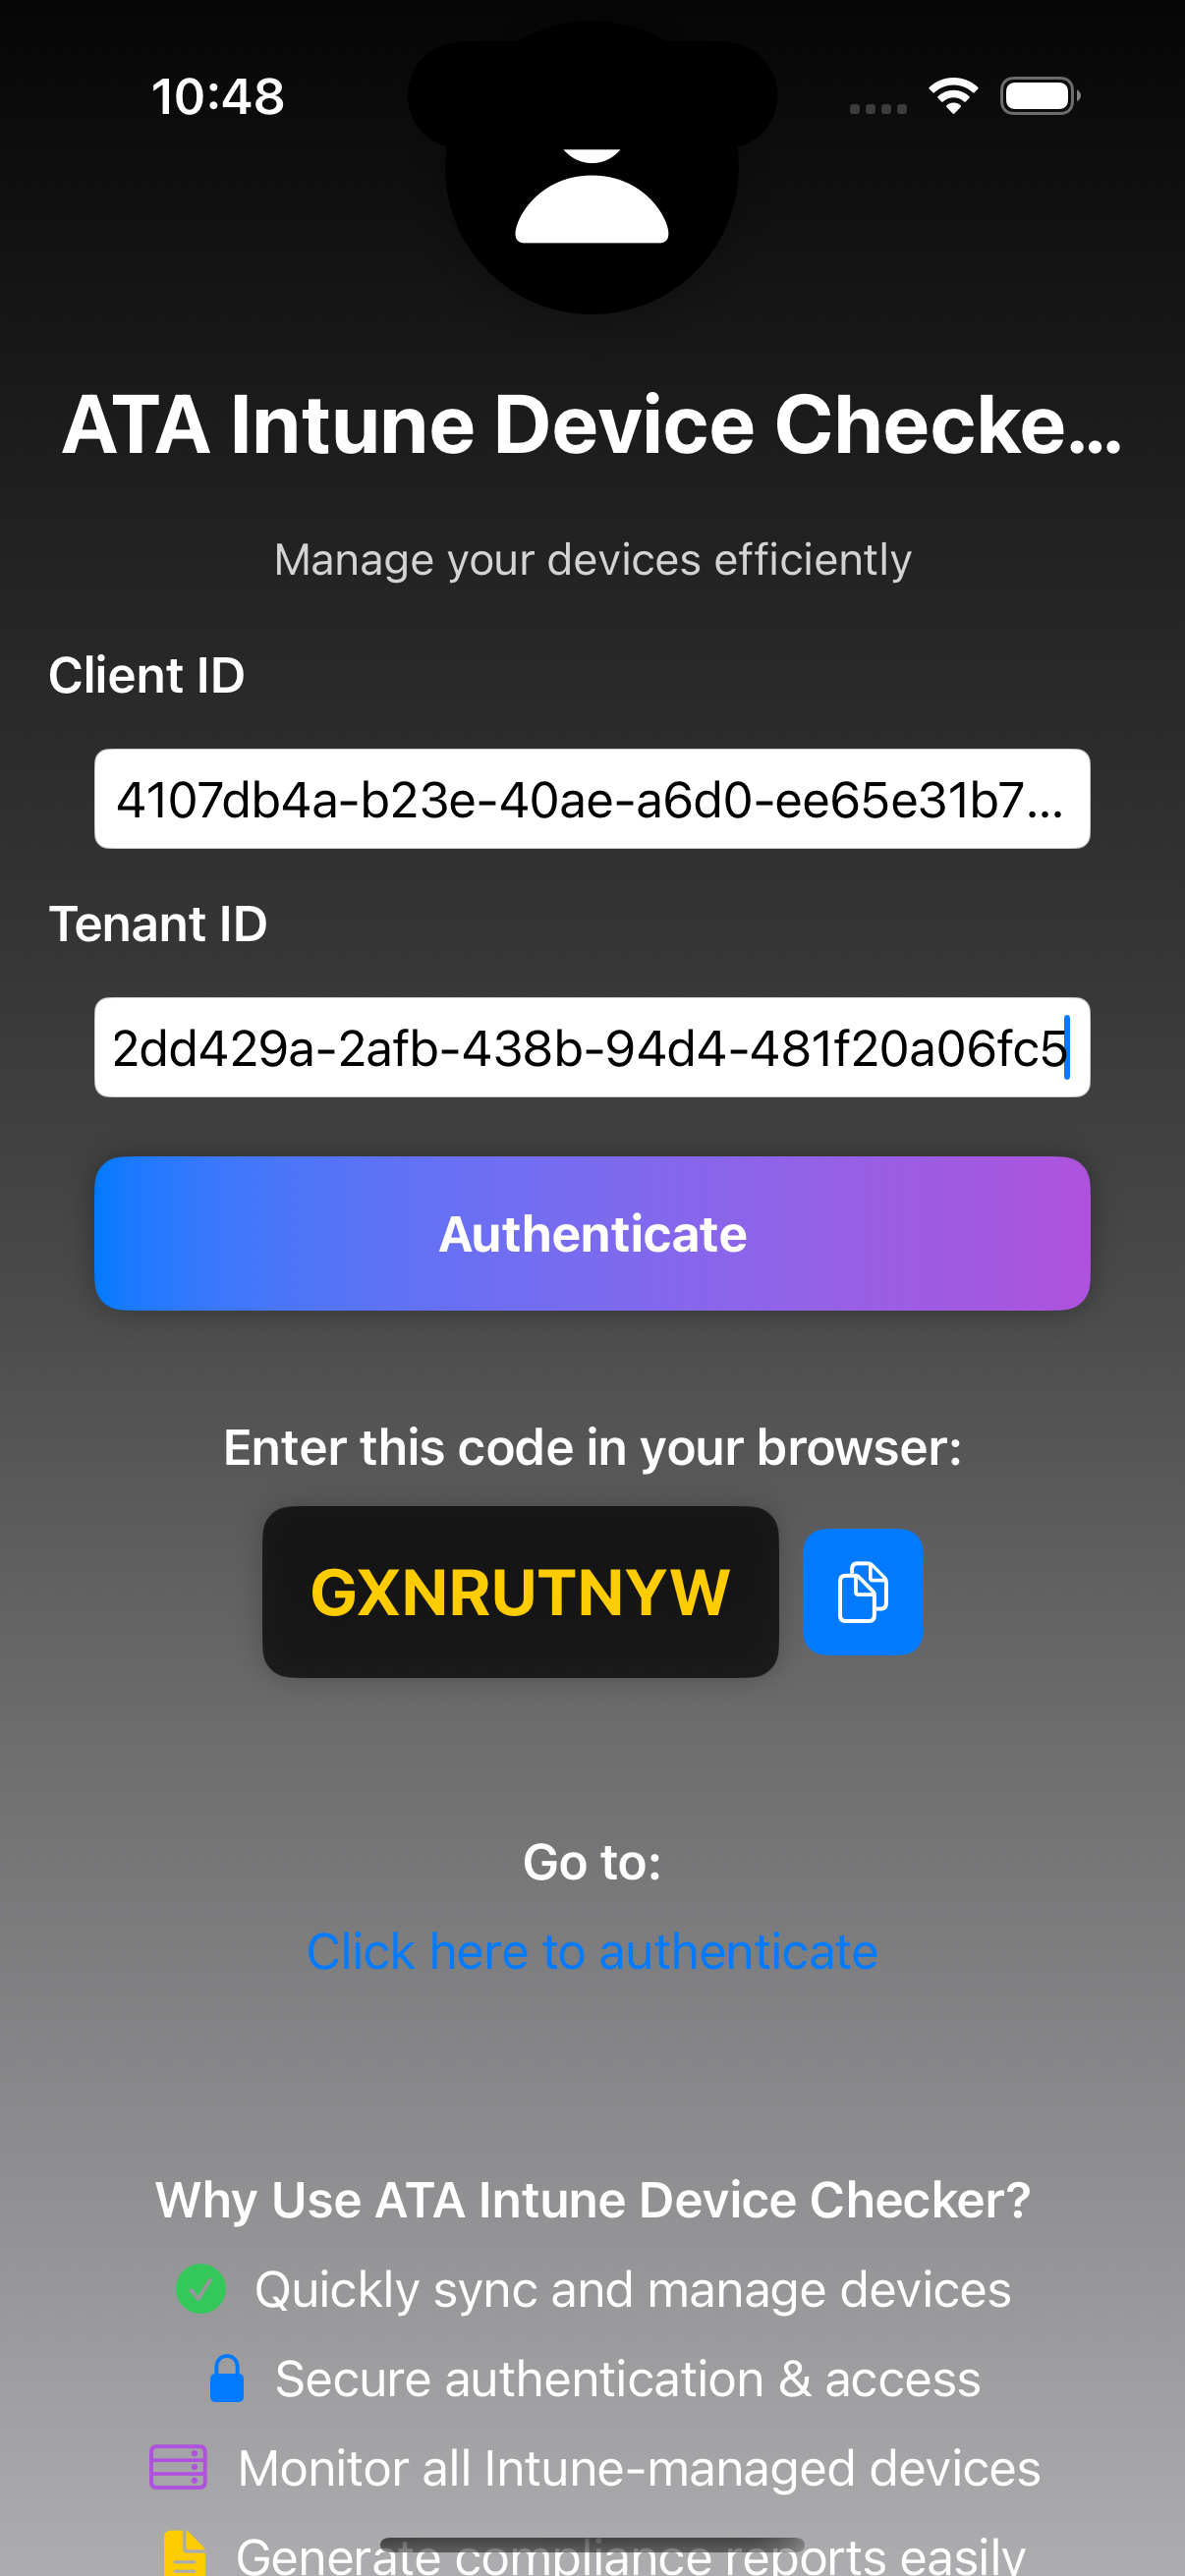 10:48
ATA Intune Device Checke...
Manage your devices efficiently
Client ID
4107db4a-b23e-40ae-a6d0-ee65e31b7...
Tenant ID
2dd429a-2afb-438b-94d4-481f20a06fc5
Authenticate
Enter this code in your browser:
GXNRUTNYW
Go to:
Click here to authenticate
Why Use ATA Intune Device Checker?
Quickly sync and manage devices
Secure authentication & access
Monitor all Intune-managed devices
Generate compliance reports easily